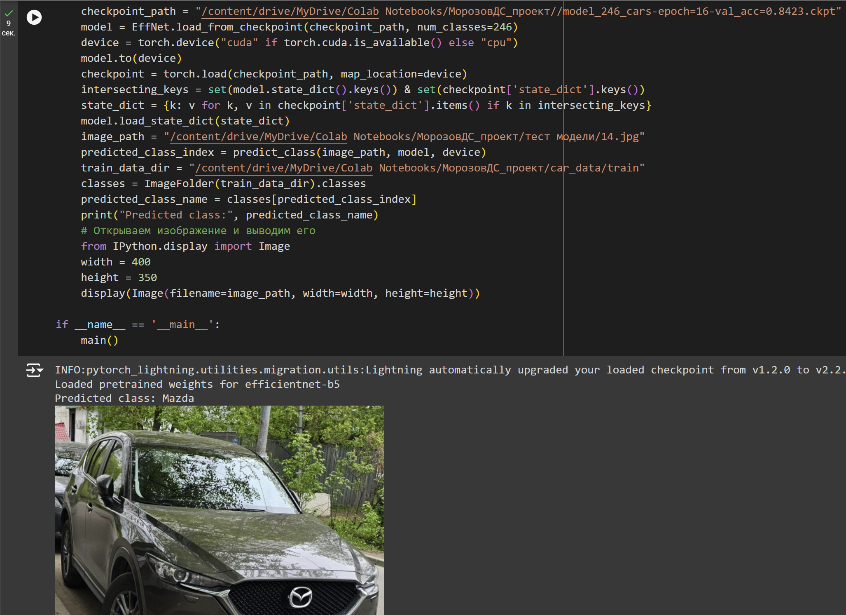 checkpoint_path = "/content/drive/MyDrive/Colab Notebooks/МорозовДС_проект//model_246_cars-epoch=16-val_acc=0.8423.ckpt"
model = EffNet.load_from_checkpoint(checkpoint_path, num_classes=246)
9
сек.
device = torch.device("cuda" if torch.cuda.is_available() else "cpu")
model.to(device)
checkpoint = torch.load(checkpoint_path, map_location=device)
intersecting_keys = set(model.state_dict().keys()) & set(checkpoint['state_dict'].keys())
state_dict = {k: v for k, v in checkpoint['state_dict'].items() if k in intersecting_keys}
model.load_state_dict(state_dict)
image_path = "/content/drive/MyDrive/Colab Notebooks/МорозовДС_проект/тест модели/14.jpg"
predicted_class_index = predict_class(image_path, model, device)
train_data_dir = "/content/drive/MyDrive/Colab Notebooks/МорозовДС_проект/car_data/train"
classes = ImageFolder(train_data_dir).classes
predicted_class_name = classes[predicted_class_index]
print("Predicted class:", predicted_class_name)
# Открываем изображение и выводим его
from IPython.display import Image
width = 400
height = 350
display(Image(filename=image_path, width=width, height=height))
if __name__ == '__main__':
main()
INFO:pytorch_lightning.utilities.migration.utils:Lightning automatically upgraded your loaded checkpoint from v1.2.0 to v2.2.
Loaded pretrained weights for efficientnet-b5
Predicted class: Mazda